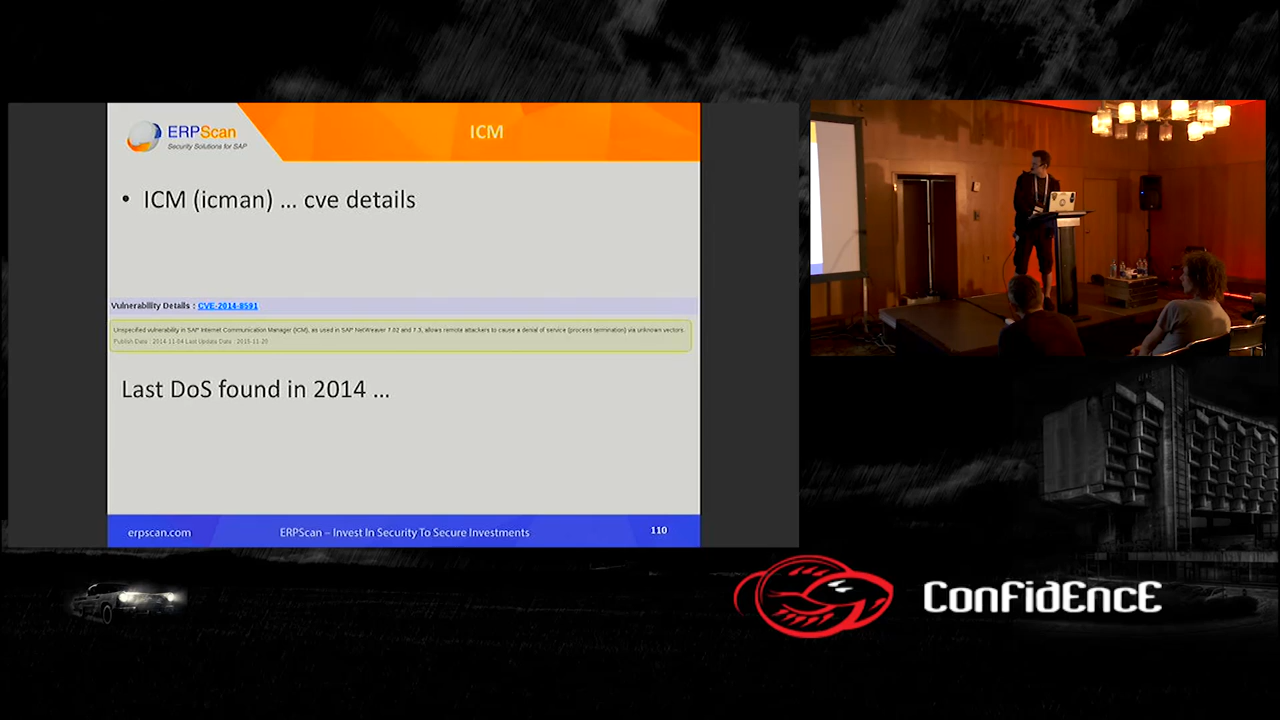 ERPScan
Security Solutions for SAP
ICM
• ICM (icman) ... cve details
Vulnerability Details : CVE-2014-8591
Unspecified vulnerability in SAP Internet Communication Manager (ICM), as used in SAP NetWeaver 7.02 and 7.3, allows remote attackers to cause a denial of service (process termination) via unknown vectors.
Publish Date : 2014-11-04 Last Update Date : 2015-11-20
Last DoS found in 2014 ...
erpscan.com
ERPScan – Invest In Security To Secure Investments
110
ConFidEncE